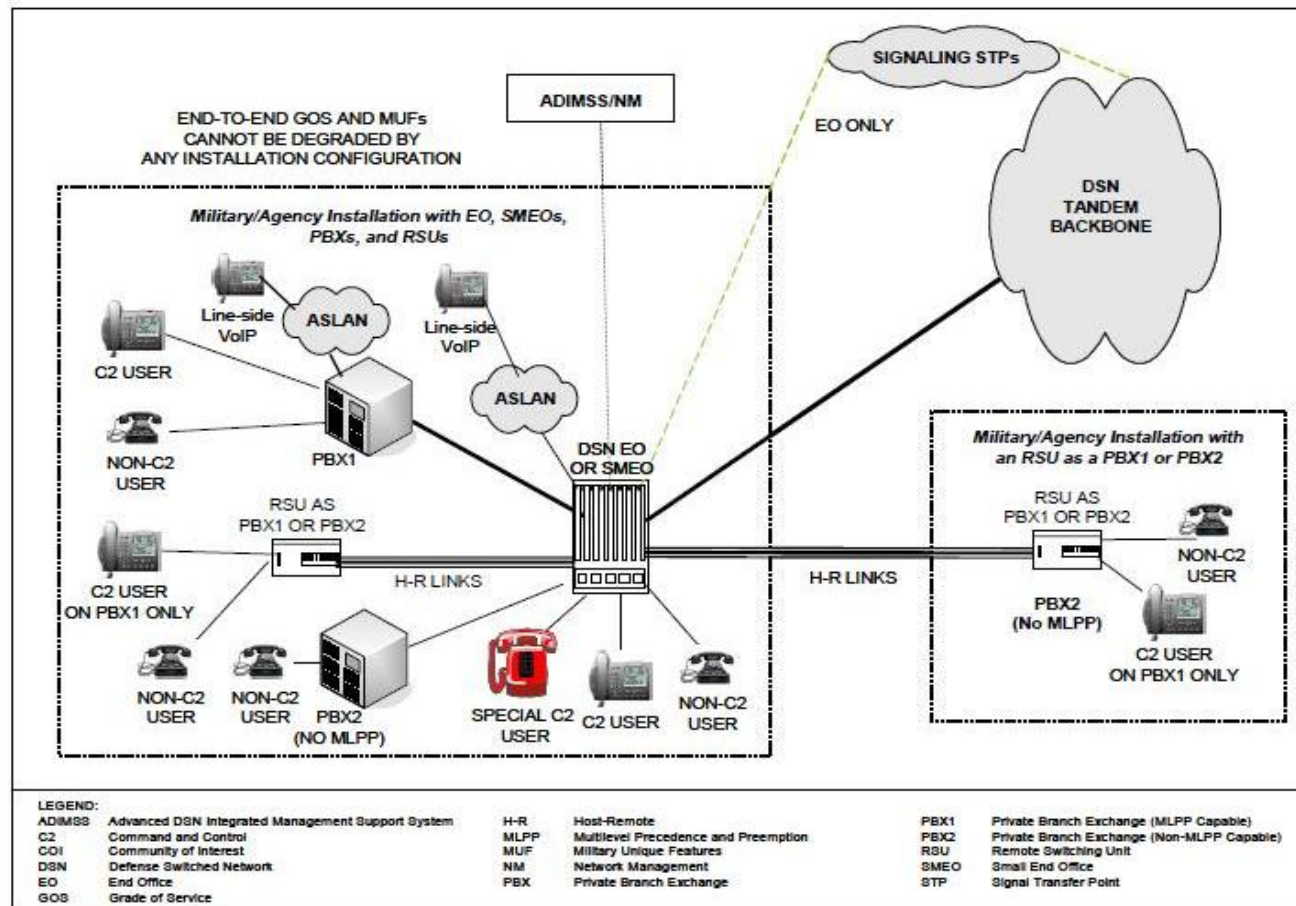 SIGNALING STPs
ADIMSS/NM
EO ONLY
DSN
TANDEM
BACKBONE
END-TO-END GOS AND MUFs
CANNOT BE DEGRADED BY
ANY INSTALLATION CONFIGURATION
Military/Agency Installation with EO, SMEOs,
PBXs, and RSUs
Line-side
VoIP
ASLAN
Line-side
VoIP
C2 USER
ASLAN
NON-C2
USER
PBX1
DSN EO
OR SMEO
RSU AS
PBX1 OR PBX2
C2 USER
ON PBX1 ONLY
H-R LINKS
H-R LINKS
NON-C2
USER
NON-C2
USER
PBX2
(NO MLPP)
SPECIAL C2
USER
C2 USER
NON-C2
USER
Military/Agency Installation with
an RSU as a PBX1 or PBX2
RSU AS
PBX1 OR PBX2
NON-C2
USER
PBX2
(No MLPP)
C2 USER
ON PBX1 ONLY
LEGEND:
ADIMSS Advanced DSN Integrated Management Support System
C2 Command and Control
COI Community of Interest
DSN Defense Switched Network
EO End Office
GOS Grade of Service
H-R Host-Remote
MLPP Multilevel Precedence and Preemption
MUF Military Unique Features
NM Network Management
PBX Private Branch Exchange
PBX1 Private Branch Exchange (MLPP Capable)
PBX2 Private Branch Exchange (Non-MLPP Capable)
RSU Remote Switching Unit
SMEO Small End Office
STP Signal Transfer Point